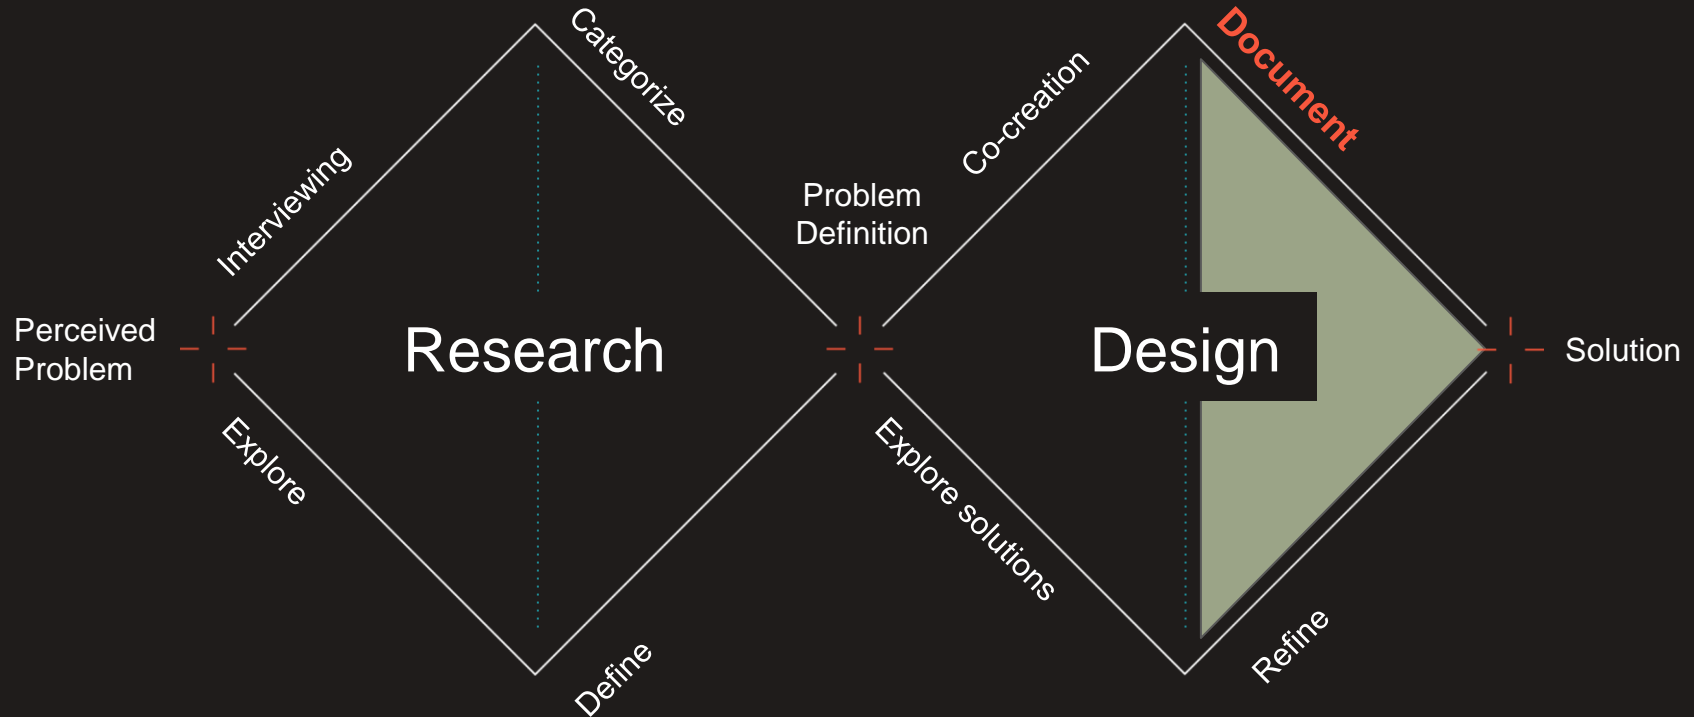 Interviewing
Categorize
Co-creation
Document
Problem
Definition
Perceived
Problem
Research
Design
Solution
Explore
Define
Explore solutions
Refine